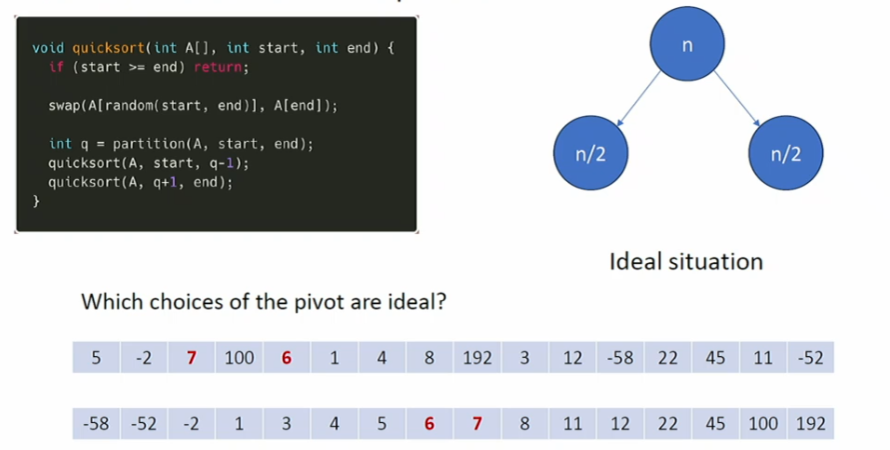 void quicksort(int A[], int start, int end) {
if (start >= end) return;
swap(A[random(start, end)], A[end]);
int q = partition(A, start, end);
quicksort(A, start, q-1);
quicksort(A, q+1, end);
}
n
n/2 n/2
Ideal situation
Which choices of the pivot are ideal?
5 -2 7 100 6 1 4 8 192 3 12 -58 22 45 11 -52
-58 -52 -2 1 3 4 5 6 7 8 11 12 22 45 100 192